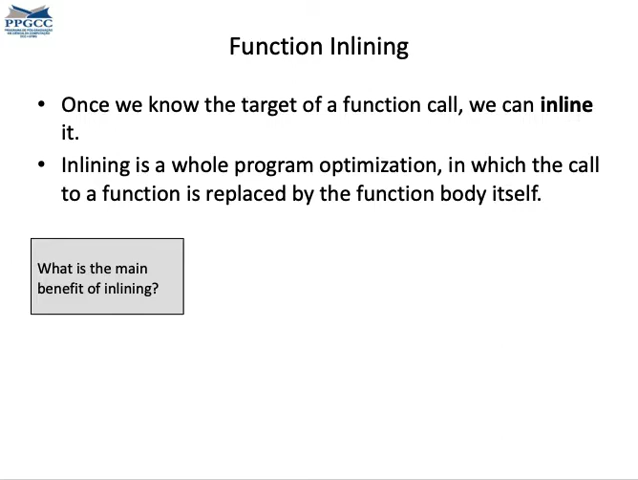 PPGCC
Function Inlining
• Once we know the target of a function call, we can inline
it.
• Inlining is a whole program optimization, in which the call
to a function is replaced by the function body itself.
What is the main
benefit of inlining?